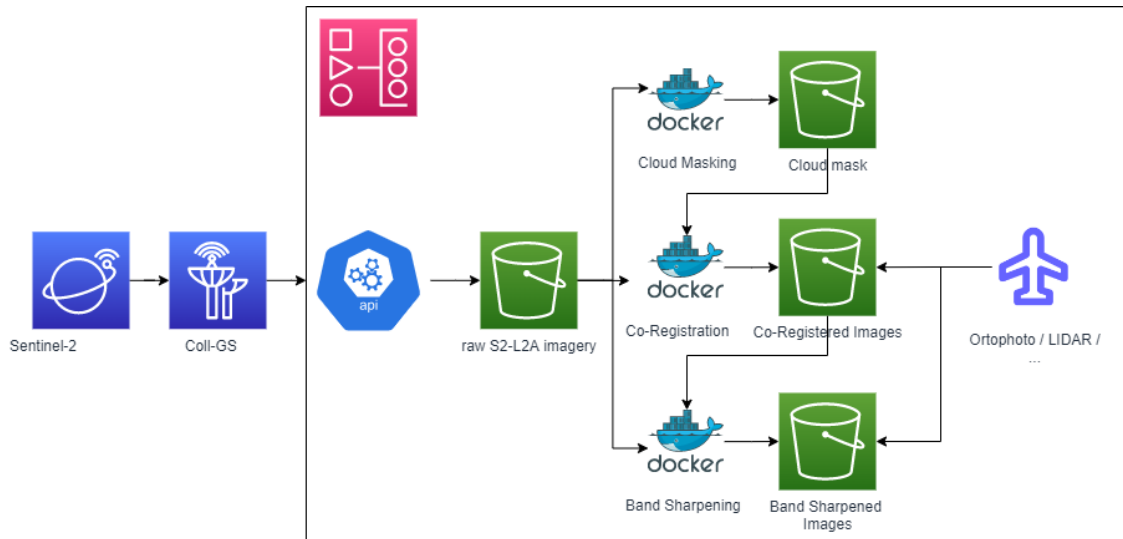 docker
Cloud Masking
Cloud mask
Sentinel-2
Coll-GS
api
raw S2-L2A imagery
docker
Co-Registration
Co-Registered Images
Ortophoto / LIDAR /
...
docker
Band Sharpening
Band Sharpened
Images